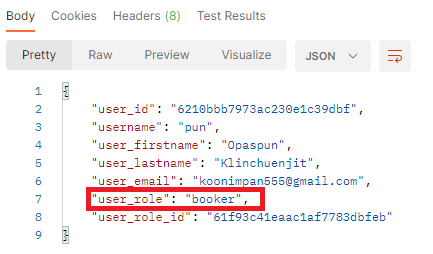 Body Cookies Headers (8) Test Results
Pretty Raw Preview Visualize JSON
1 {
2 "user_id": "6210bbb7973ac230e1c39dbf",
3 "username": "pun",
4 "user_firstname": "Opaspun",
5 "user_lastname": "Klinchuenjit",
6 "user_email": "koonimpan555@gmail.com",
7 "user_role": "booker",
8 "user_role_id": "61f93c41eaac1af7783dbfeb"
9 }